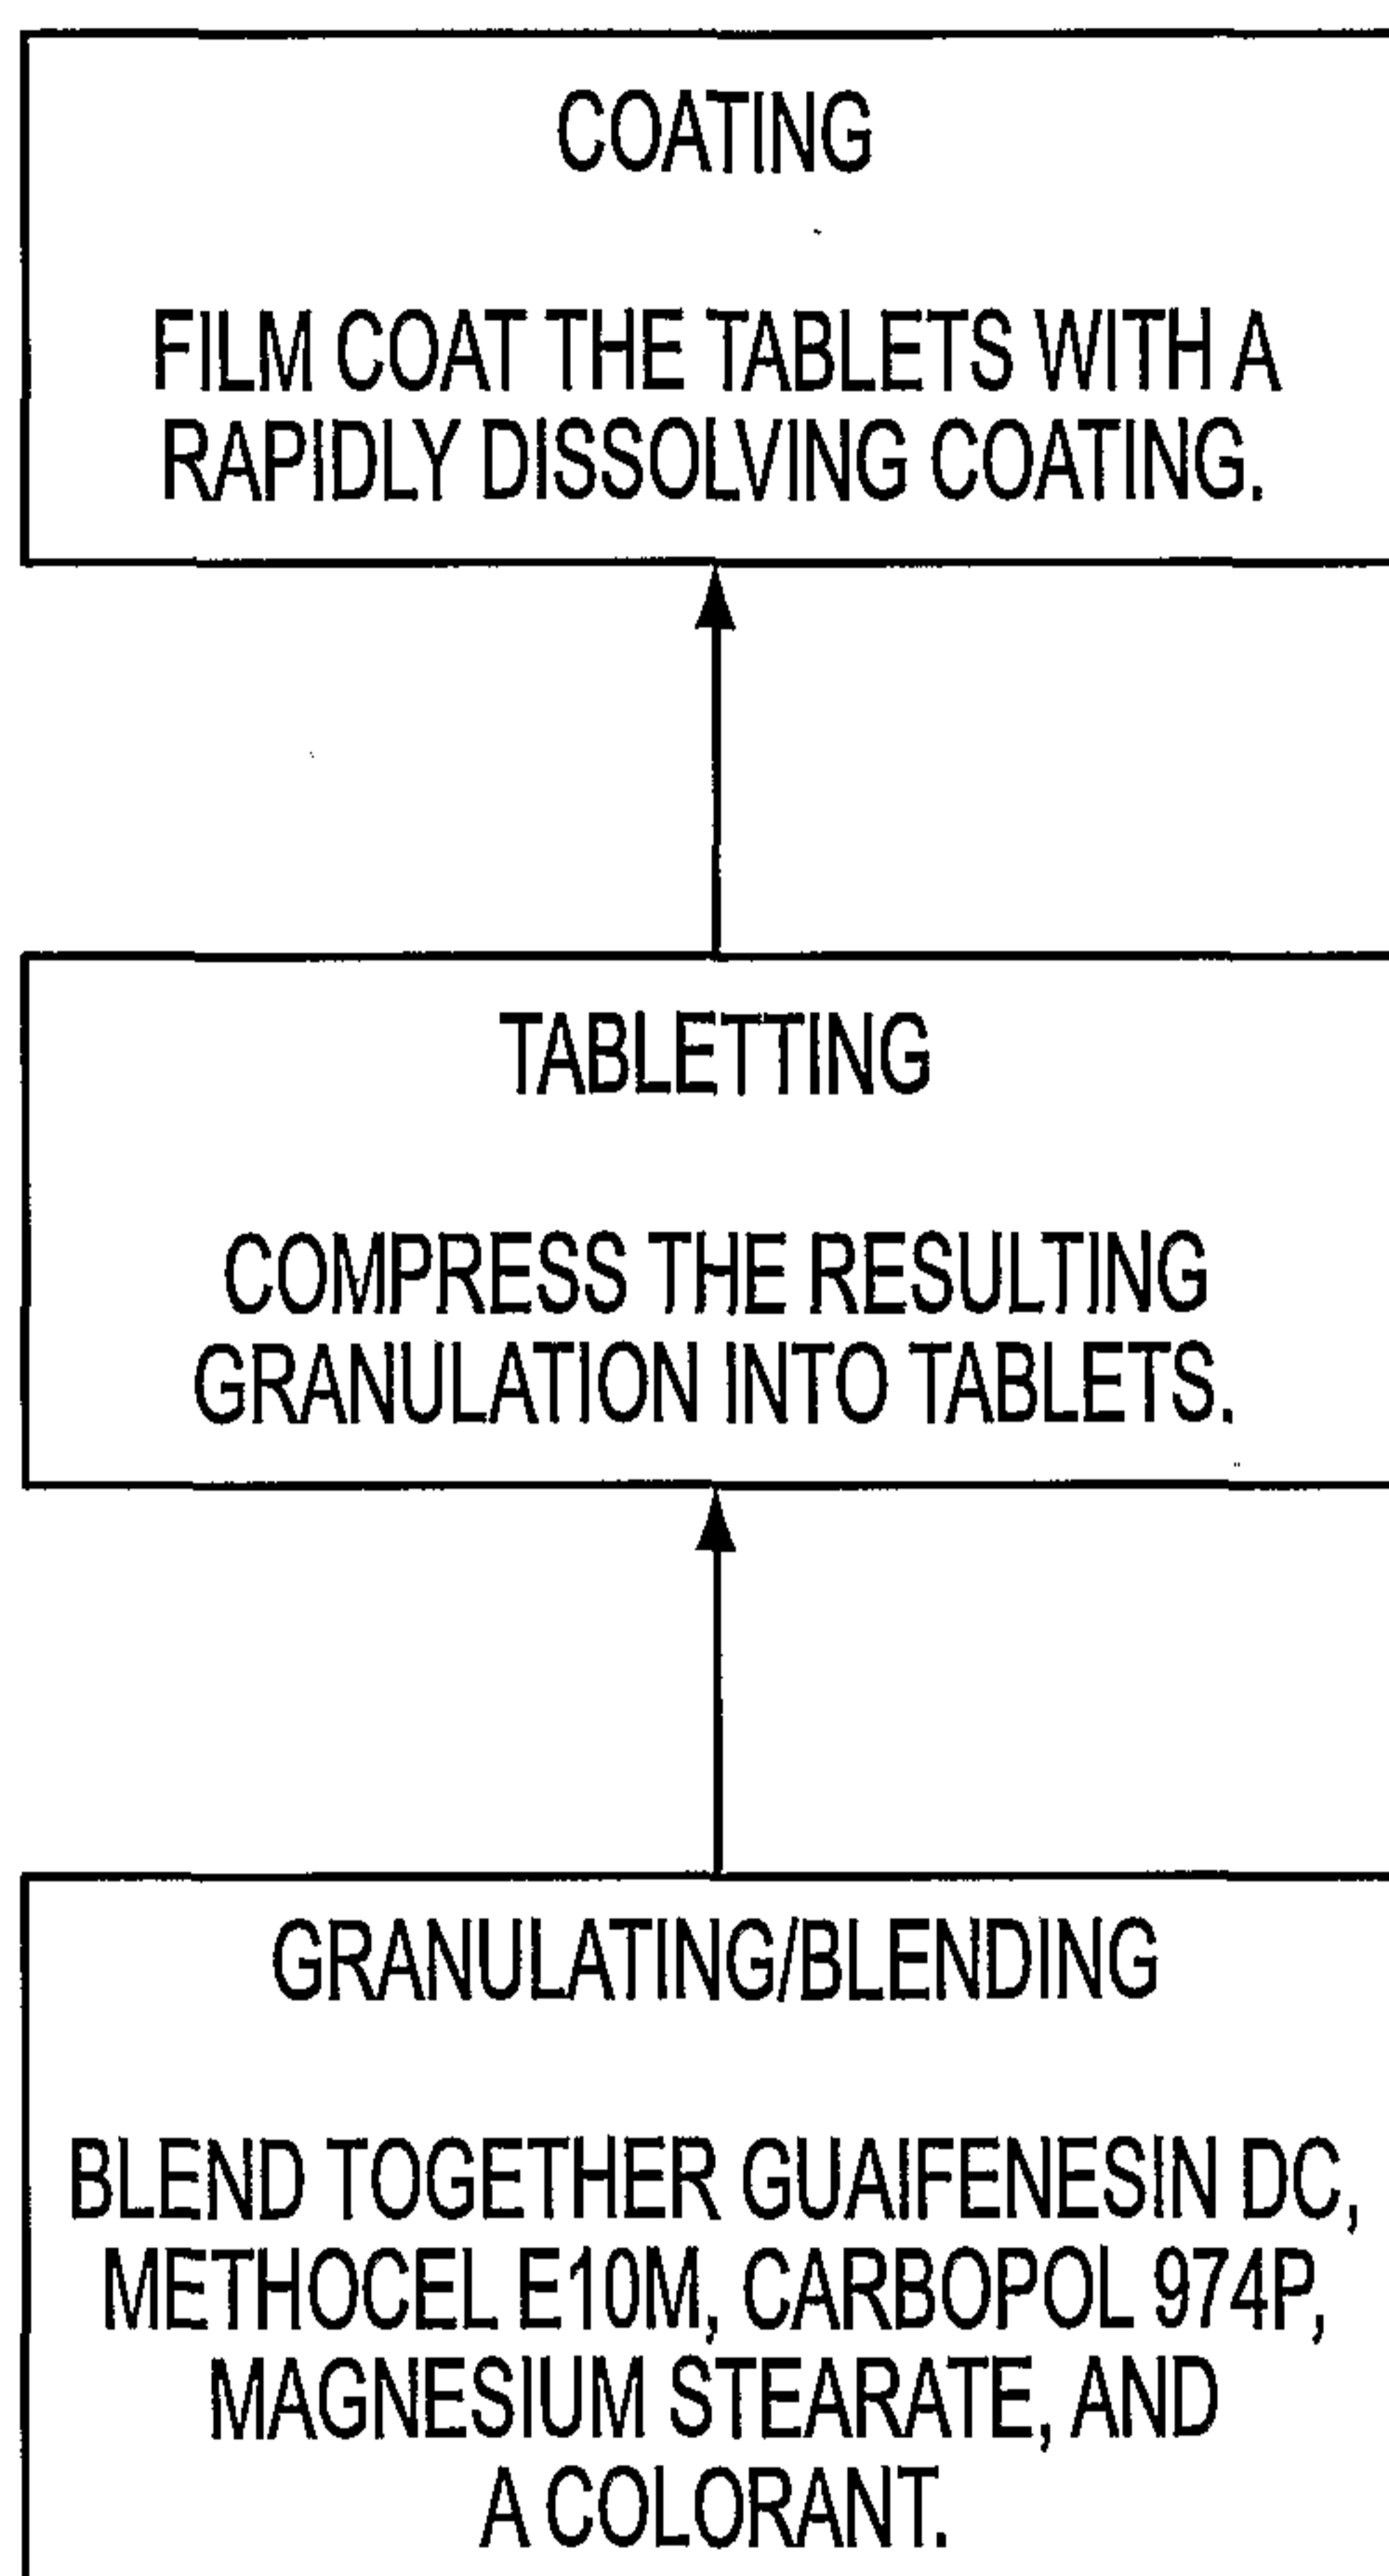 COATING
FILM COAT THE TABLETS WITH A
RAPIDLY DISSOLVING COATING.
TABLETTING
COMPRESS THE RESULTING
GRANULATION INTO TABLETS.
GRANULATING/BLENDING
BLEND TOGETHER GUAIFENESIN DC,
METHOCEL E10M, CARBOPOL 974P,
MAGNESIUM STEARATE, AND
A COLORANT.